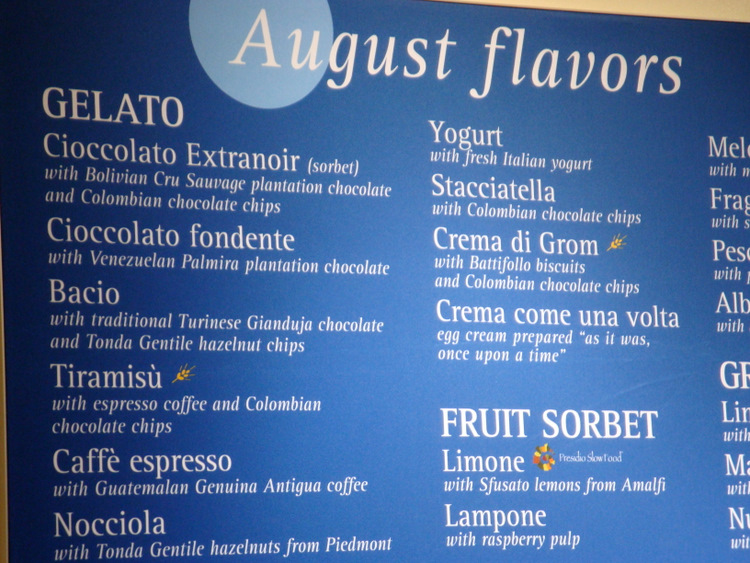 August flavors
GELATO
Cioccolato Extranoir (sorbet)
with Bolivian Cru Sauvage plantation chocolate
and Colombian chocolate chips
Cioccolato fondente
with Venezuelan Palmira plantation chocolate
Bacio
with traditional Turinese Gianduja chocolate
and Tonda Gentile hazelnut chips
Tiramisù
with espresso coffee and Colombian
chocolate chips
Caffè espresso
with Guatemalan Genuina Antigua coffee
Nocciola
with Tonda Gentile hazelnuts from Piedmont
Yogurt
with fresh Italian yogurt
Stacciatella
with Colombian chocolate chips
Crema di Grom
with Battifollo biscuits
and Colombian chocolate chips
Crema come una volta
egg cream prepared "as it was,
once upon a time"
FRUIT SORBET
Limone Presidio Slow Food
with Sfusato lemons from Amalfi
Lampone
with raspberry pulp
with
with
with
with
with